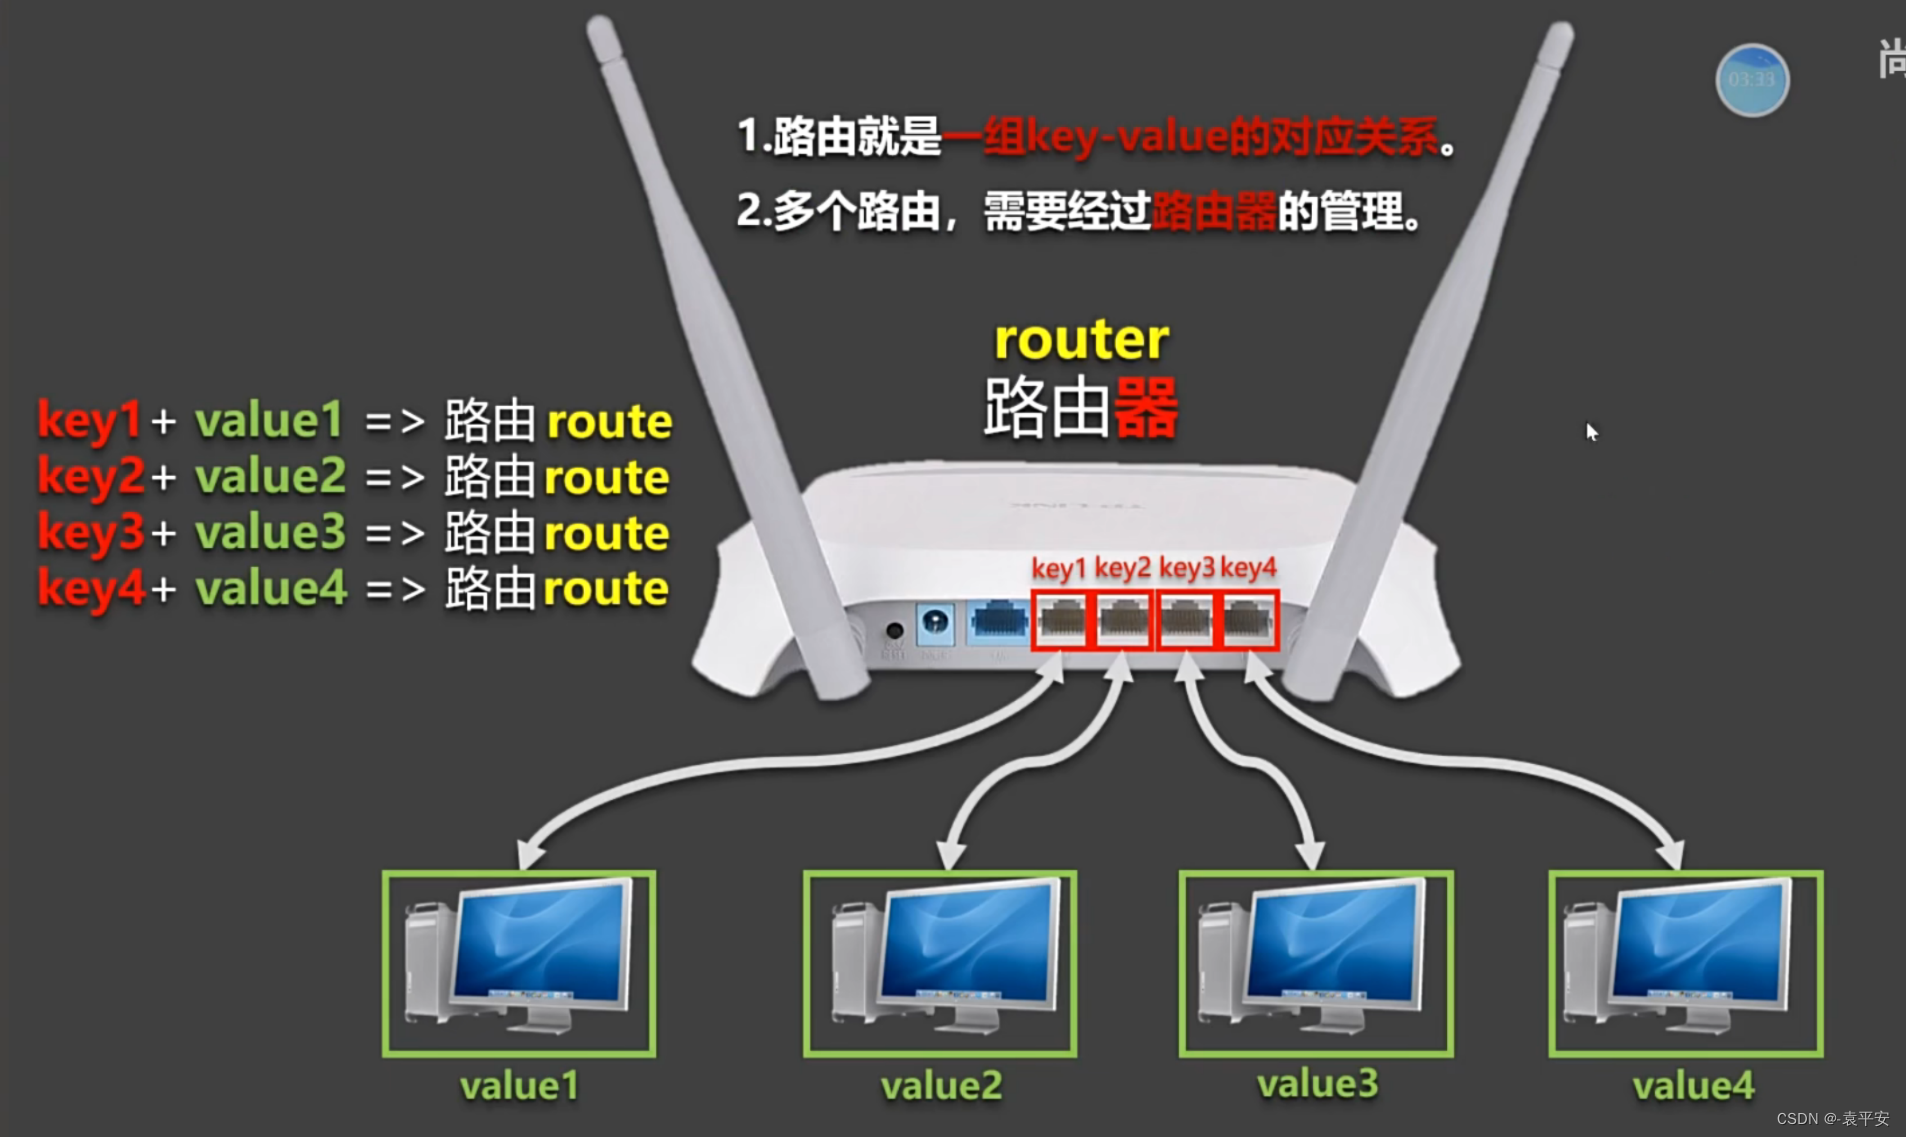 03:33
尚
1.路由就是一组key-value的对应关系。
2.多个路由，需要经过路由器的管理。
router
路由器
key1+ value1 => 路由 route
key2+ value2 => 路由 route
key3+ value3 => 路由 route
key4+ value4 => 路由 route
TP-LINK
key1 key2 key3 key4
value1 value2 value3 value4
CSDN @-袁平安